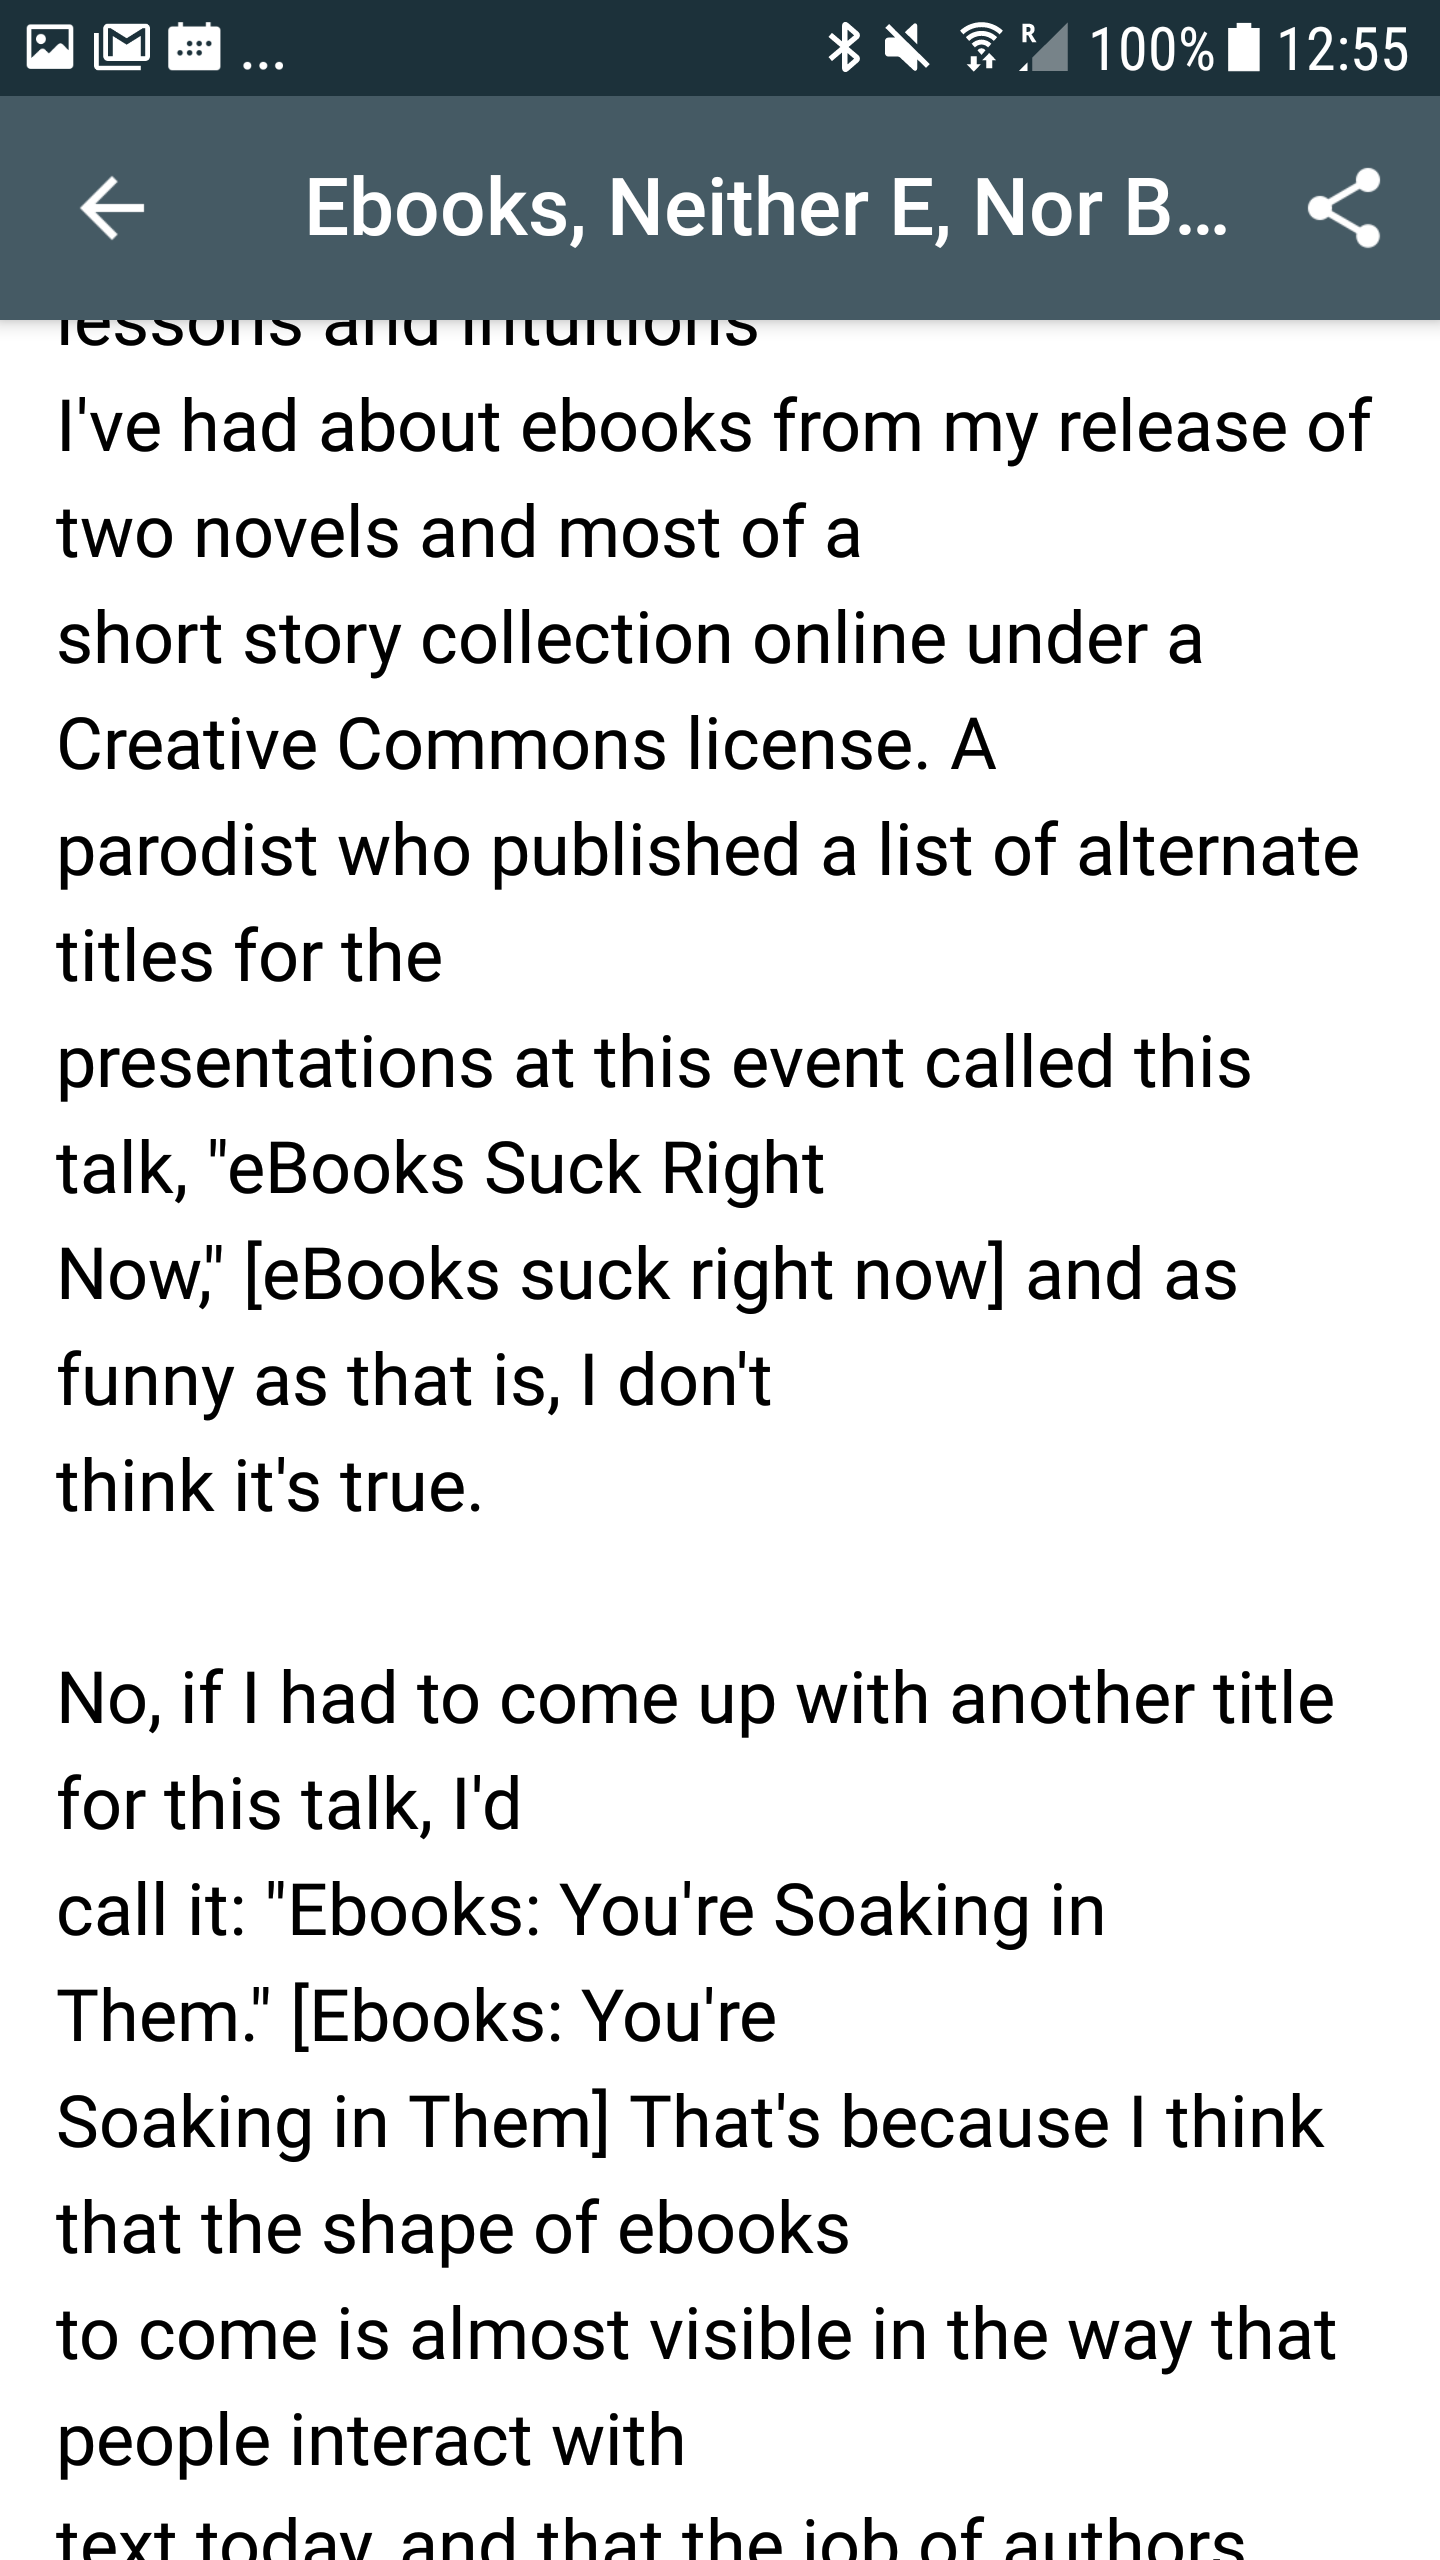 ... 100% 12:55
Ebooks, Neither E, Nor B...
lessons and intuitions
I've had about ebooks from my release of
two novels and most of a
short story collection online under a
Creative Commons license. A
parodist who published a list of alternate
titles for the
presentations at this event called this
talk, "eBooks Suck Right
Now," [eBooks suck right now] and as
funny as that is, I don't
think it's true.
No, if I had to come up with another title
for this talk, I'd
call it: "Ebooks: You're Soaking in
Them." [Ebooks: You're
Soaking in Them] That's because I think
that the shape of ebooks
to come is almost visible in the way that
people interact with
text today, and that the job of authors